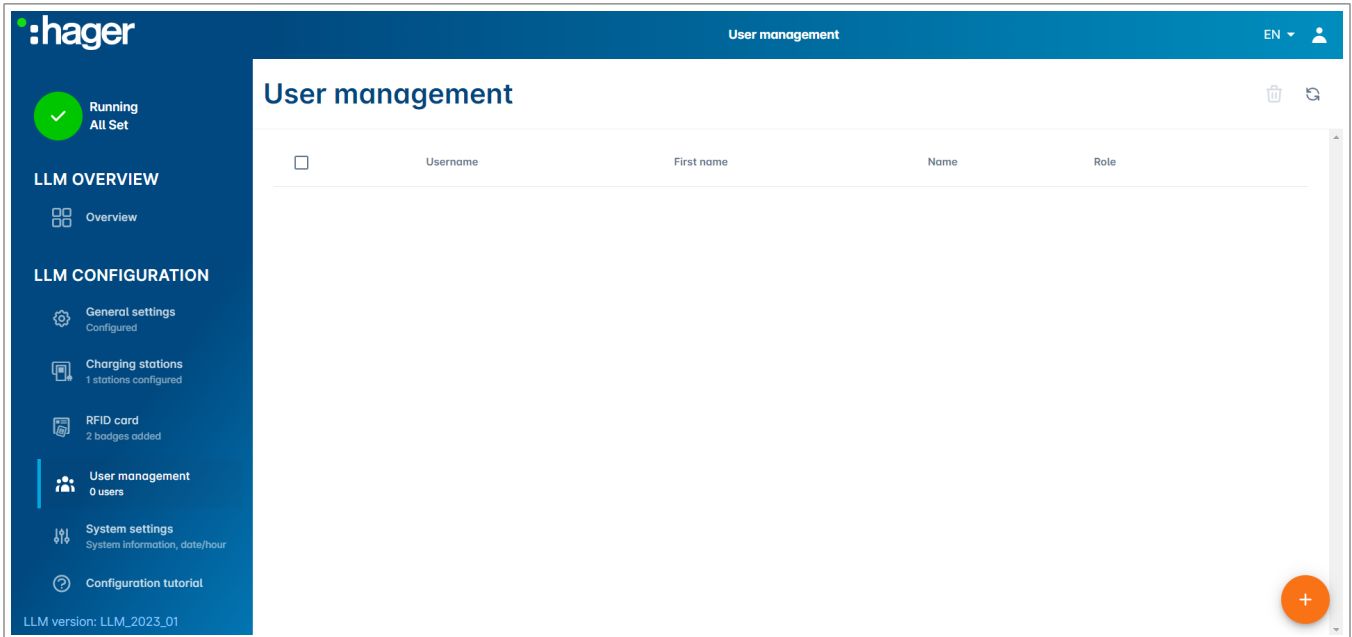 :hager
User management
EN
Running
All Set
LLM OVERVIEW
Overview
LLM CONFIGURATION
General settings
Configured
Charging stations
1 stations configured
RFID card
2 badges added
User management
0 users
System settings
System information, date/hour
Configuration tutorial
LLM version: LLM_2023_01
User management
Username First name Name Role